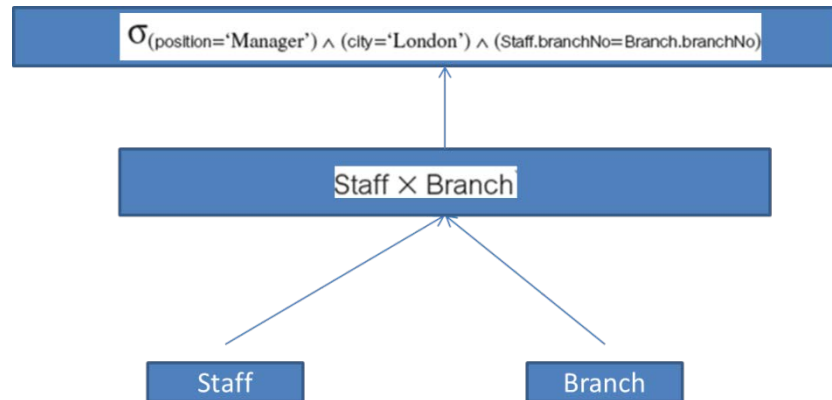 σ(position=‘Manager’) ∧ (city=‘London’) ∧ (Staff.branchNo=Branch.branchNo)
Staff × Branch
Staff
Branch